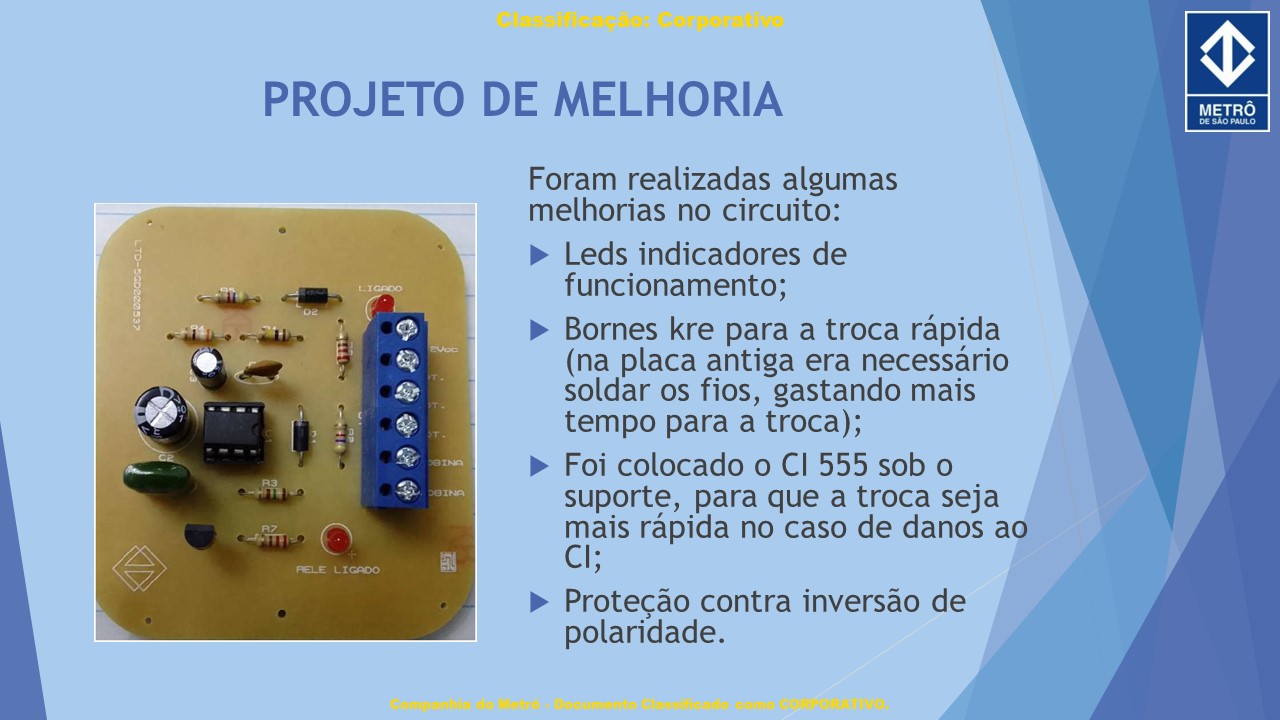 Classificação: Corporativo
METRÔ
DE SÃO PAULO
PROJETO DE MELHORIA
Foram realizadas algumas
melhorias no circuito:
Leds indicadores de
funcionamento;
Bornes kre para a troca rápida
(na placa antiga era necessário
soldar os fios, gastando mais
tempo para a troca);
Foi colocado o CI 555 sob o
suporte, para que a troca seja
mais rápida no caso de danos ao
CI;
Proteção contra inversão de
polaridade.
LIGADO
D2
C2
R3
R7
RELE LIGADO
Companhia do Metrô - Documento Classificado como CORPORATIVO.